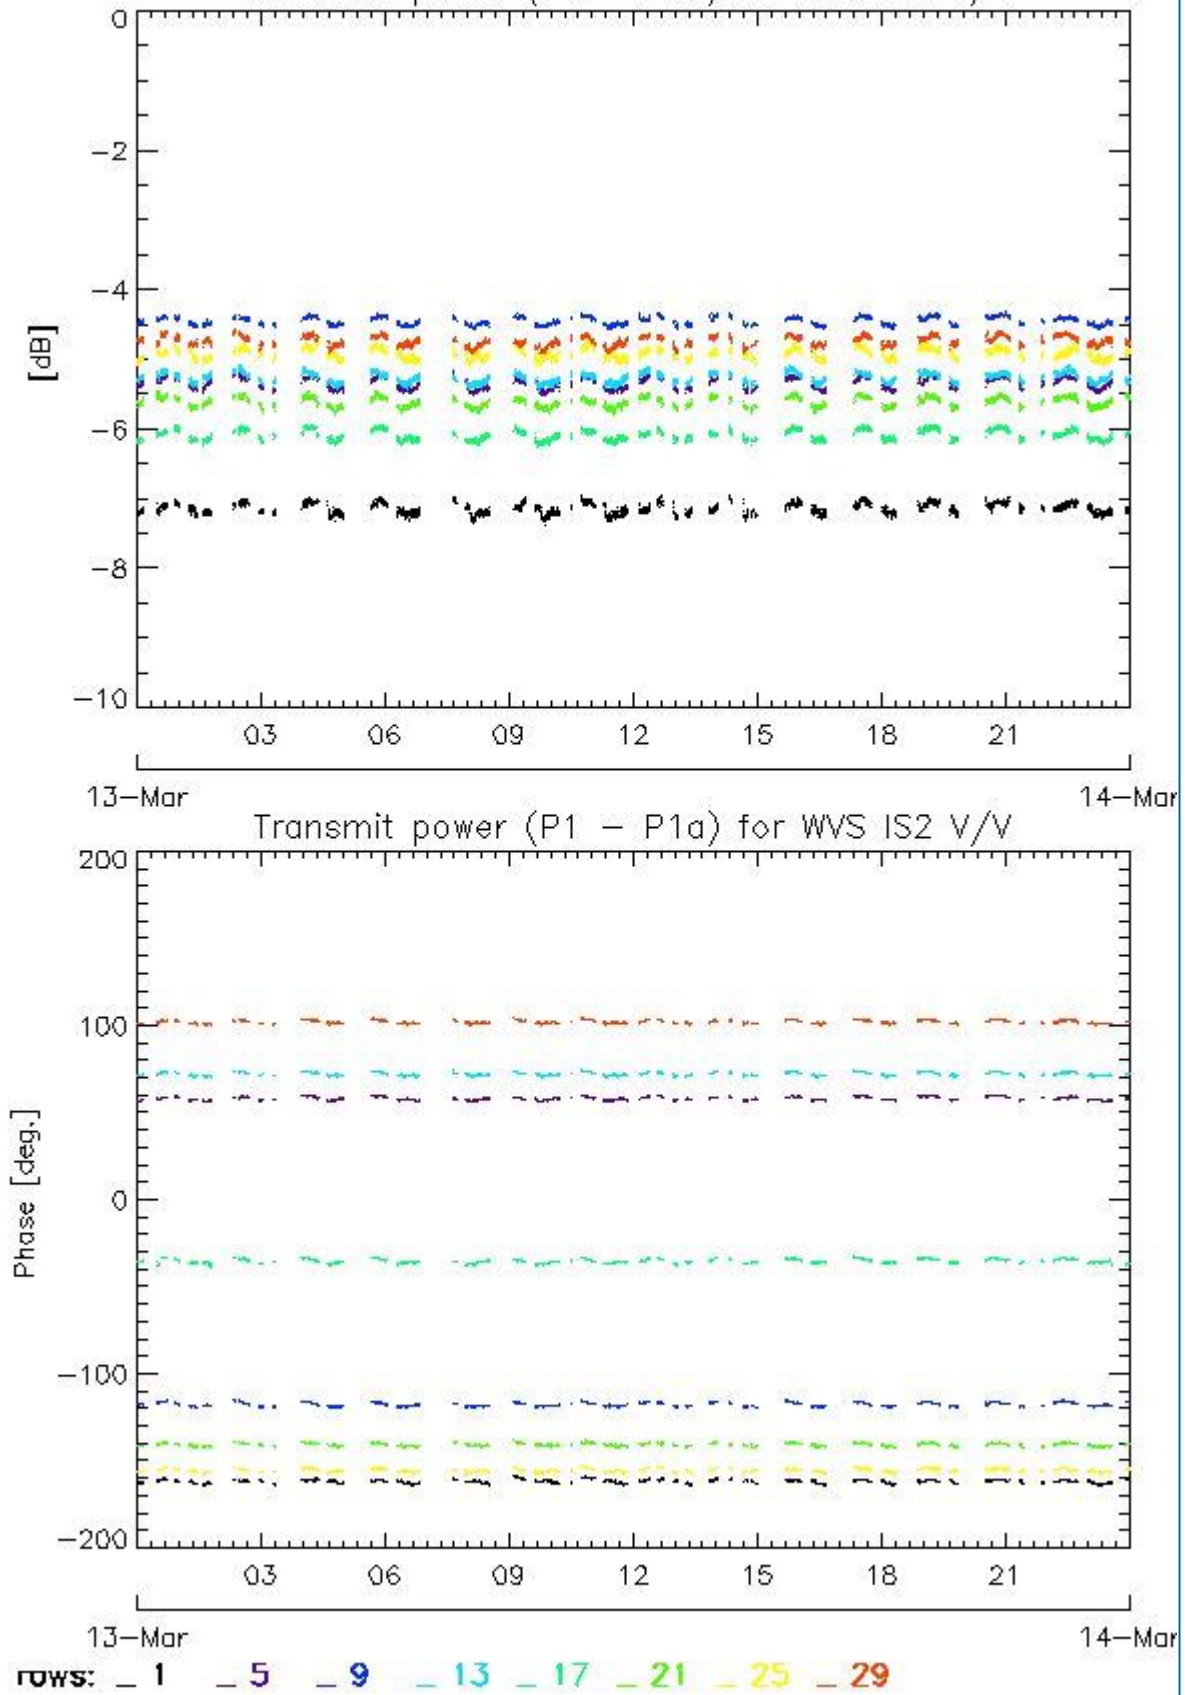 0
-2
-4
[dB]
-6
-8
-10
03 06 09 12 15 18 21
13-Mar 14-Mar
Transmit power (P1 - P1a) for WVS IS2 V/V
200
100
Phase [deg.]
0
-100
-200
03 06 09 12 15 18 21
13-Mar 14-Mar
rows: _ 1 _ 5 _ 9 _ 13 _ 17 _ 21 _ 25 _ 29